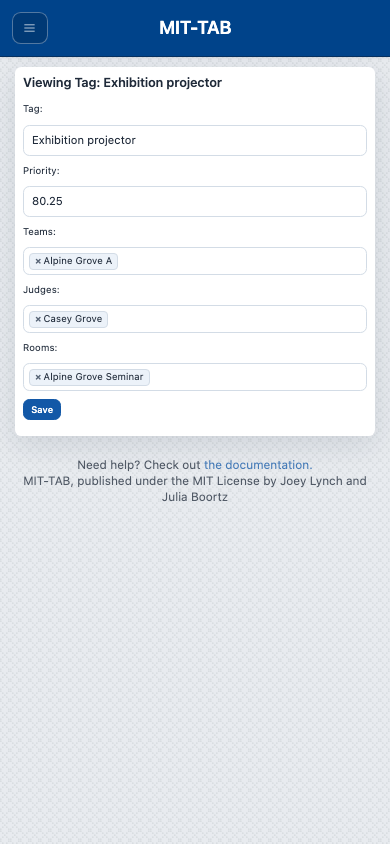 MIT-TAB
Viewing Tag: Exhibition projector
Tag:
Exhibition projector
Priority:
80.25
Teams:
× Alpine Grove A
Judges:
× Casey Grove
Rooms:
× Alpine Grove Seminar
Save
Need help? Check out the documentation.
MIT-TAB, published under the MIT License by Joey Lynch and
Julia Boortz